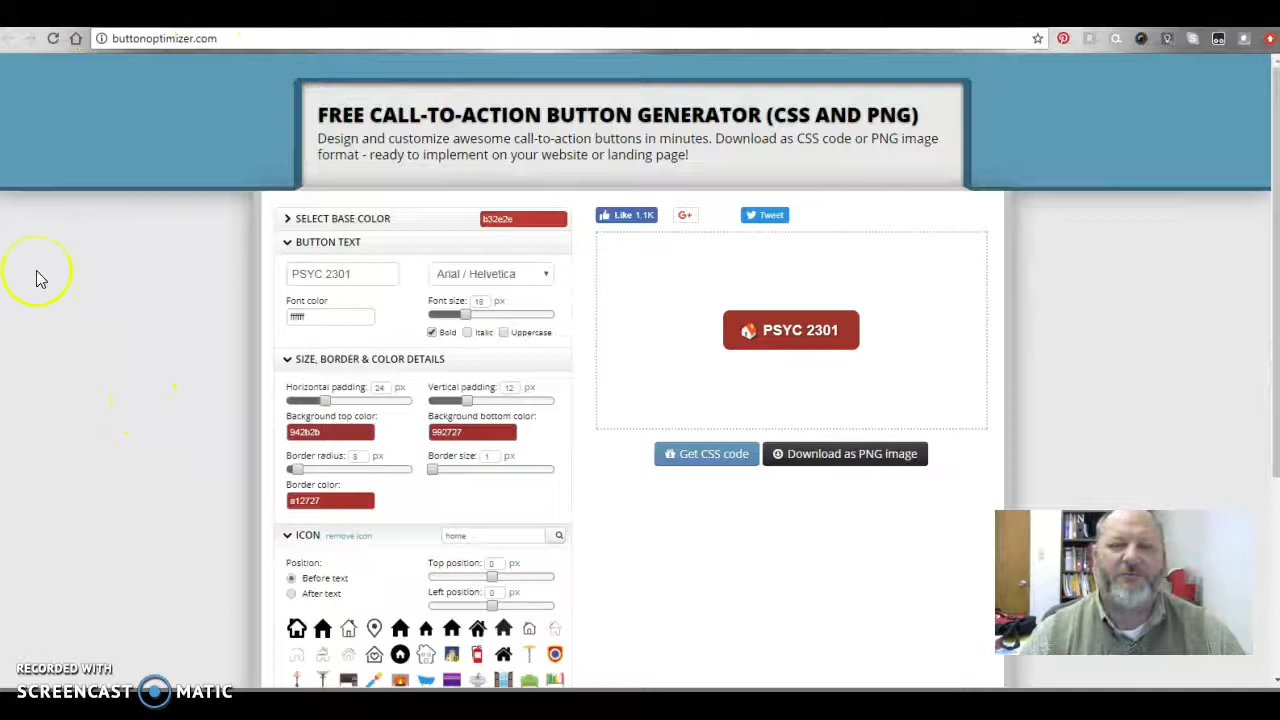 buttonoptimizer.com
FREE CALL-TO-ACTION BUTTON GENERATOR (CSS AND PNG)
Design and customize awesome call-to-action buttons in minutes. Download as CSS code or PNG image
format - ready to implement on your website or landing page!
SELECT BASE COLOR
b32e2e
Like 1.1K
G+
Tweet
BUTTON TEXT
PSYC 2301
Arial / Helvetica
Font color
Font size: 18 px
ffffff
Bold
Italic
Uppercase
PSYC 2301
SIZE, BORDER & COLOR DETAILS
Horizontal padding: 24 px
Vertical padding: 12 px
Background top color:
Background bottom color:
942b2b
992727
Get CSS code
Download as PNG image
Border radius: 8 px
Border size: 1 px
Border color:
a12727
ICON
remove icon
home
Position:
Top position: 0 px
Before text
After text
Left position: 0 px
RECORDED WITH
SCREENCAST MATIC